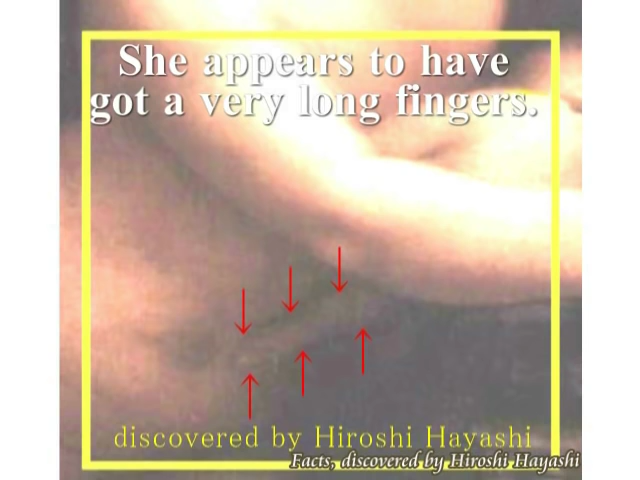 She appears to have
got a very long fingers.
discovered by Hiroshi Hayashi
Facts, discovered by Hiroshi Hayashi